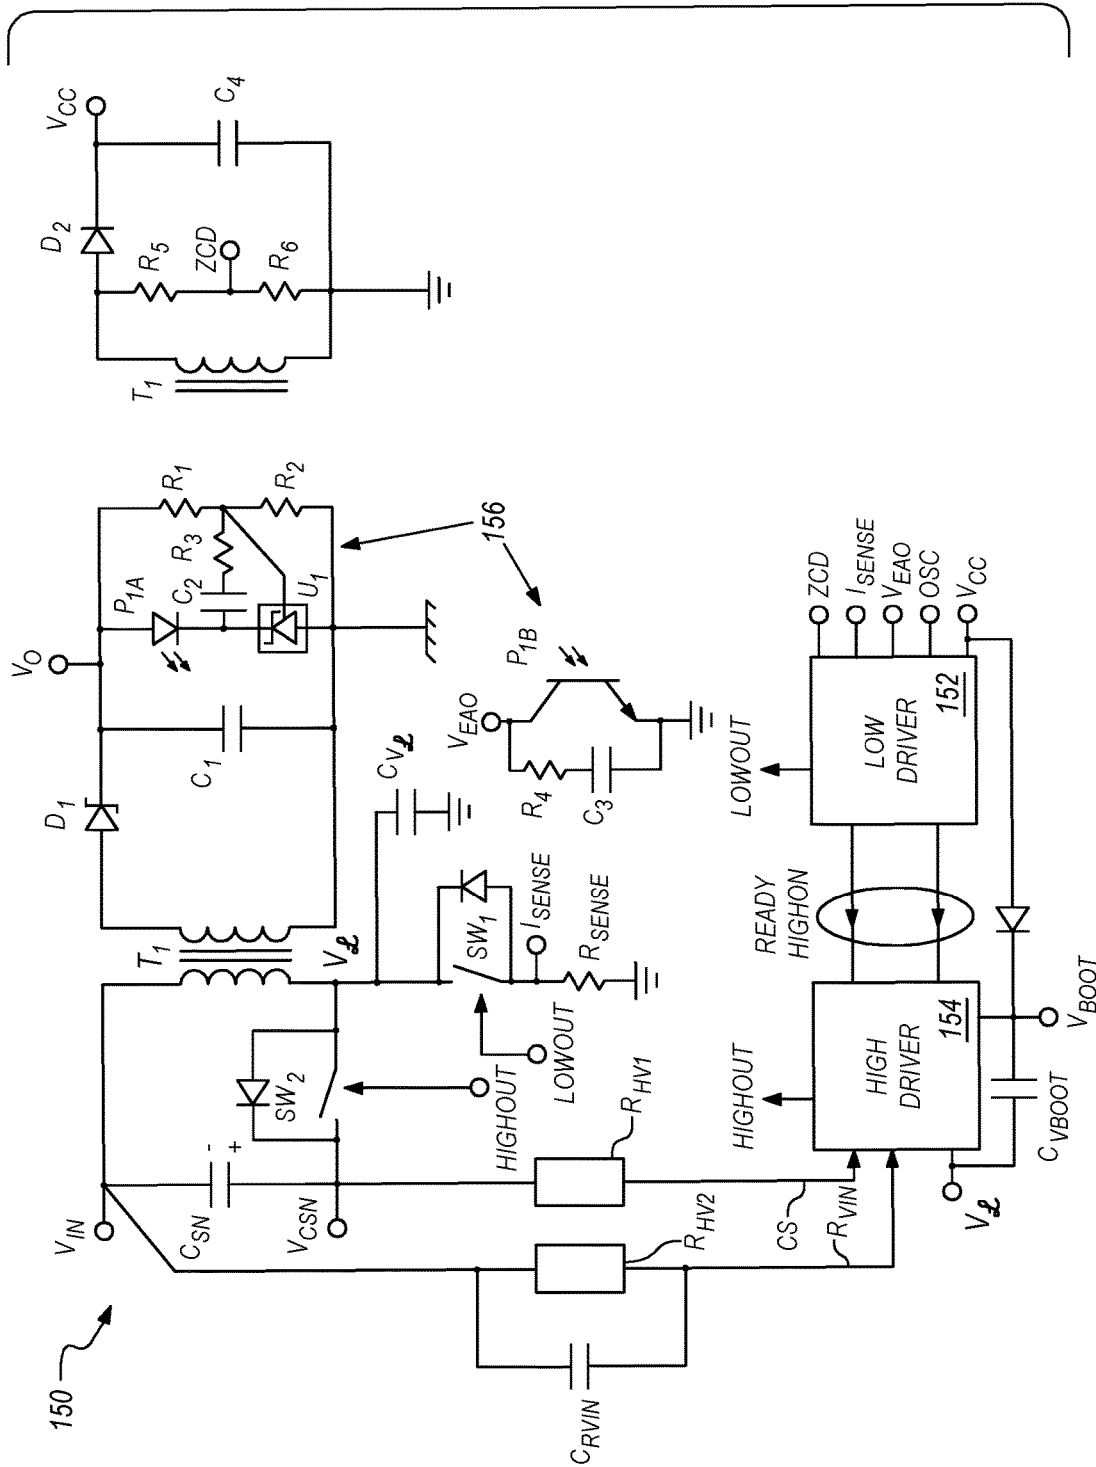 150
V_IN
C_SN
-
+
V_CSN
SW_2
HIGHOUT
LOWOUT
T_1
V_ℒ
C_Vℒ
SW_1
I_SENSE
R_SENSE
D_1
C_1
V_O
P_1A
C_2
R_3
R_1
R_2
U_1
156
V_EAO
P_1B
R_4
C_3
T_1
D_2
R_5
ZCD
R_6
V_CC
C_4
R_HV1
R_HV2
C_RVIN
CS
R_VIN
HIGHOUT
HIGH
DRIVER
154
V_ℒ
C_VBOOT
V_BOOT
READY
HIGHON
LOWOUT
LOW
DRIVER
152
ZCD
I_SENSE
V_EAO
OSC
V_CC